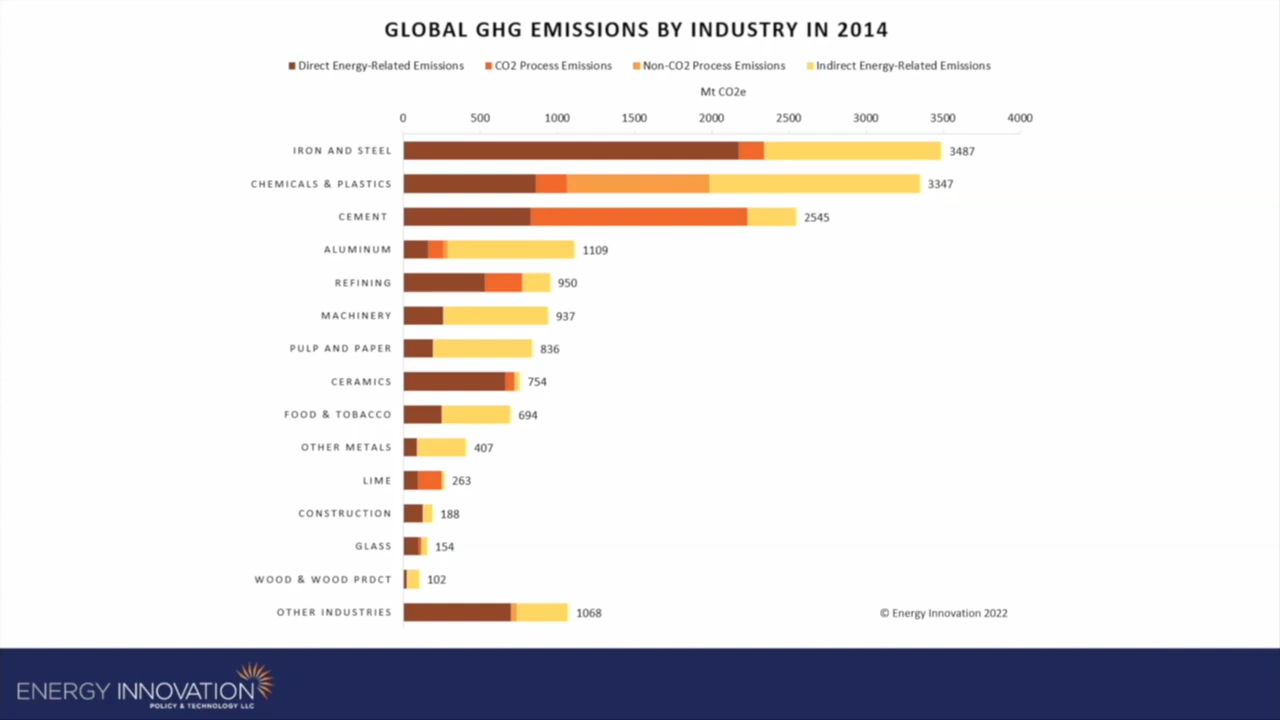 GLOBAL GHG EMISSIONS BY INDUSTRY IN 2014
Direct Energy-Related Emissions CO2 Process Emissions Non-CO2 Process Emissions Indirect Energy-Related Emissions
Mt CO2e
0 500 1000 1500 2000 2500 3000 3500 4000
IRON AND STEEL 3487
CHEMICALS & PLASTICS 3347
CEMENT 2545
ALUMINUM 1109
REFINING 950
MACHINERY 937
PULP AND PAPER 836
CERAMICS 754
FOOD & TOBACCO 694
OTHER METALS 407
LIME 263
CONSTRUCTION 188
GLASS 154
WOOD & WOOD PRDCT 102
OTHER INDUSTRIES 1068
© Energy Innovation 2022
ENERGY INNOVATION
POLICY & TECHNOLOGY LLC